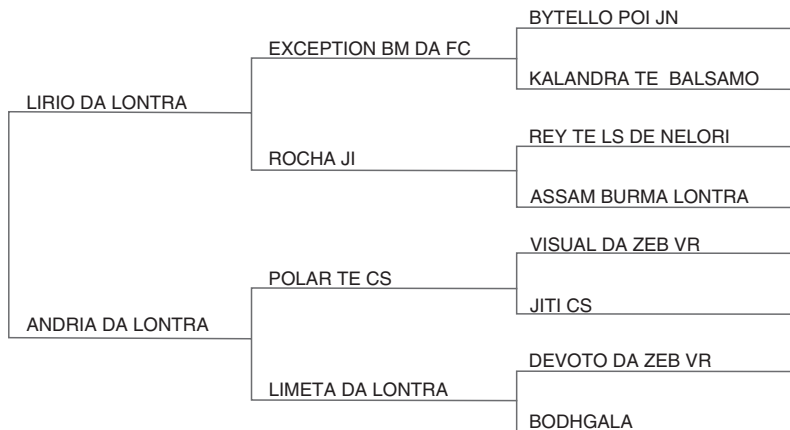 BYTELLO POI JN
EXCEPTION BM DA FC
KALANDRA TE BALSAMO
LIRIO DA LONTRA
REY TE LS DE NELORI
ROCHA JI
ASSAM BURMA LONTRA
VISUAL DA ZEB VR
POLAR TE CS
JITI CS
ANDRIA DA LONTRA
DEVOTO DA ZEB VR
LIMETA DA LONTRA
BODHGALA